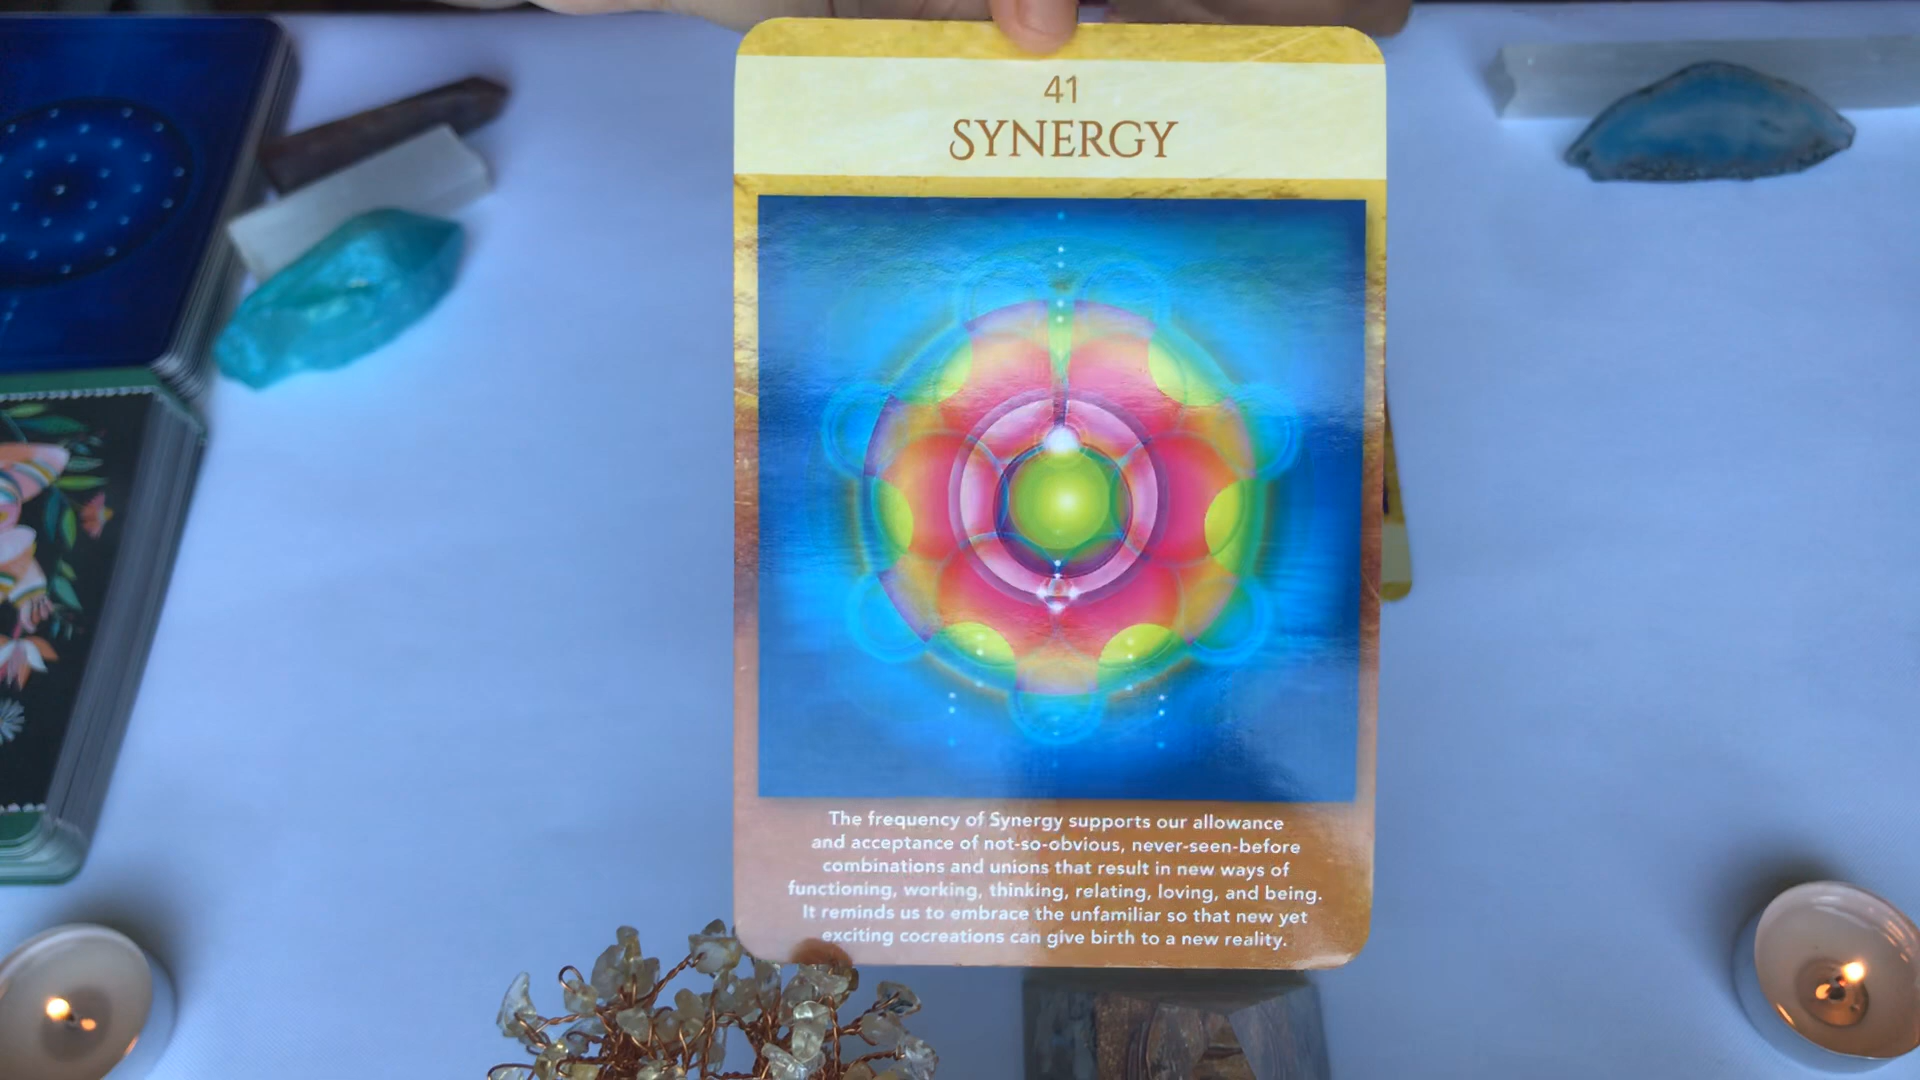 41
SYNERGY
The frequency of Synergy supports our allowance
and acceptance of not-so-obvious, never-seen-before
combinations and unions that result in new ways of
functioning, working, thinking, relating, loving, and being.
It reminds us to embrace the unfamiliar so that new yet
exciting cocreations can give birth to a new reality.